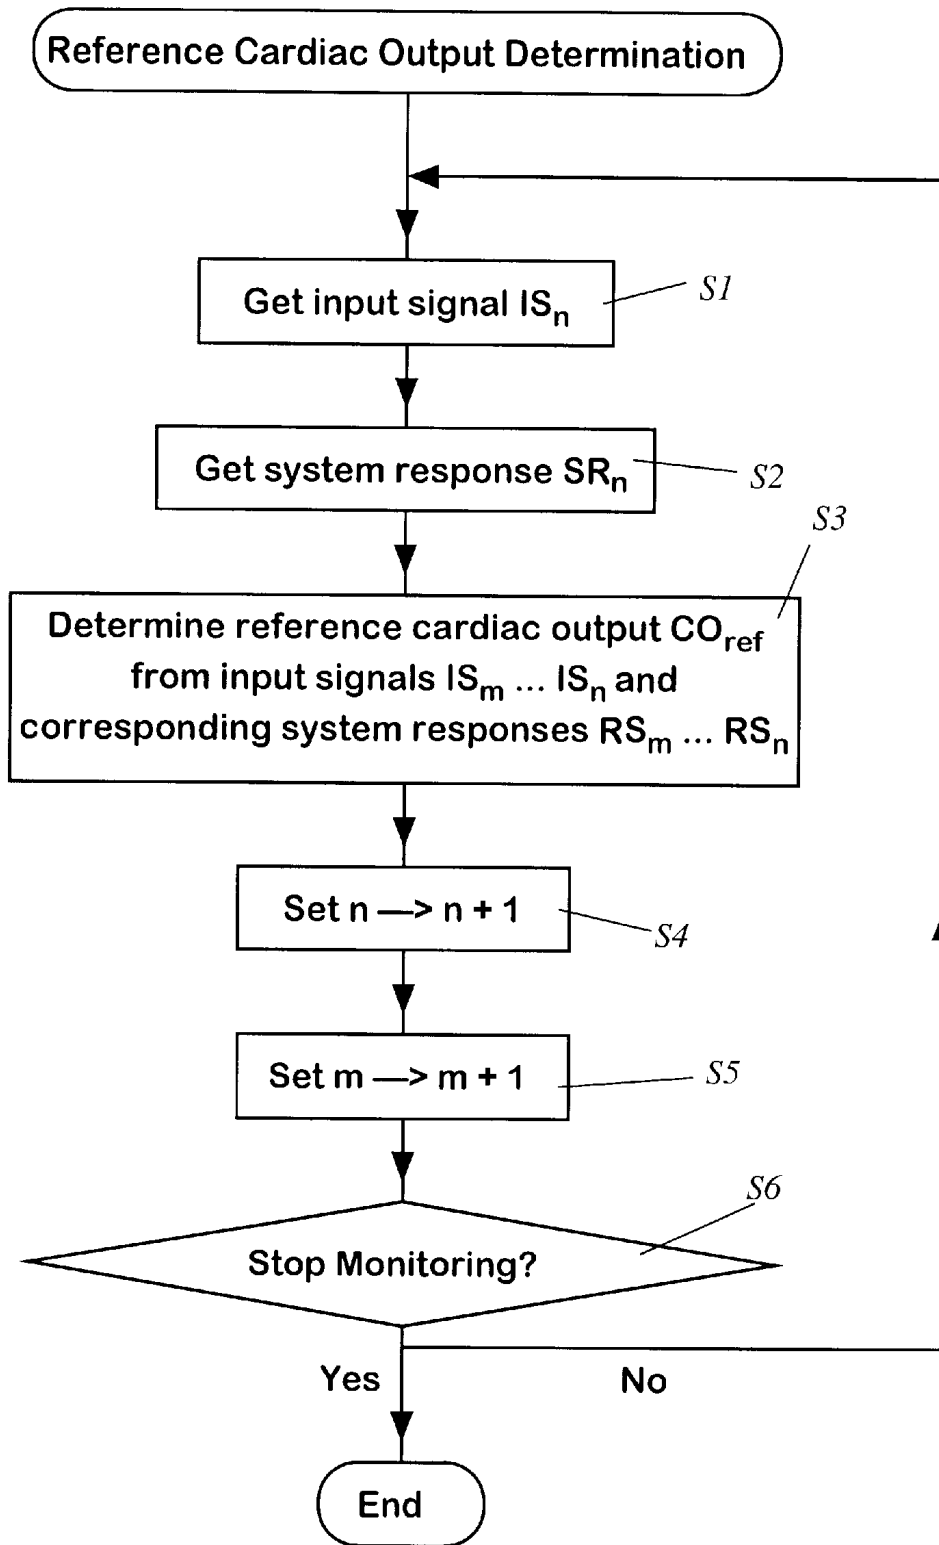 Reference Cardiac Output Determination
Get input signal ISn
S1
Get system response SRn
S2
S3
Determine reference cardiac output COref
from input signals ISm ... ISn and
corresponding system responses RSm ... RSn
Set n —> n + 1
S4
Set m —> m + 1
S5
S6
Stop Monitoring?
Yes
No
End